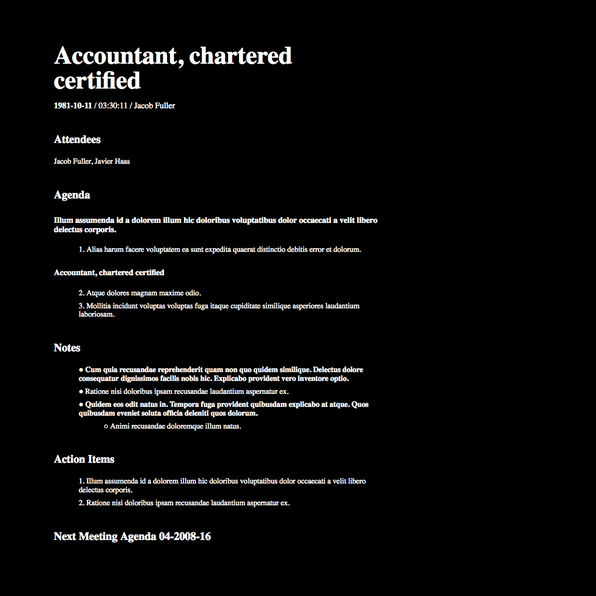 Accountant, chartered
certified
1981-10-11 / 03:30:11 / Jacob Fuller
Attendees
Jacob Fuller, Javier Haas
Agenda
Illum assumenda id a dolorem illum hic doloribus voluptatibus dolor occaecati a velit libero
delectus corporis.
1. Alias harum facere voluptatem ea sunt expedita quaerat distinctio debitis error et dolorum.
Accountant, chartered certified
2. Atque dolores magnam maxime odio.
3. Mollitia incidunt voluptas voluptas fuga itaque cupiditate similique asperiores laudantium
laboriosam.
Notes
● Cum quia recusandae reprehenderit quam non quo quidem similique. Delectus dolore
consequatur dignissimos facilis nobis hic. Explicabo provident vero inventore optio.
● Ratione nisi doloribus ipsam recusandae laudantium aspernatur ex.
● Quidem eos odit natus in. Tempora fuga provident quibusdam explicabo at atque. Quos
quibusdam eveniet soluta officia deleniti quos dolorum.
○ Animi recusandae doloremque illum natus.
Action Items
1. Illum assumenda id a dolorem illum hic doloribus voluptatibus dolor occaecati a velit libero
delectus corporis.
2. Ratione nisi doloribus ipsam recusandae laudantium aspernatur ex.
Next Meeting Agenda 04-2008-16